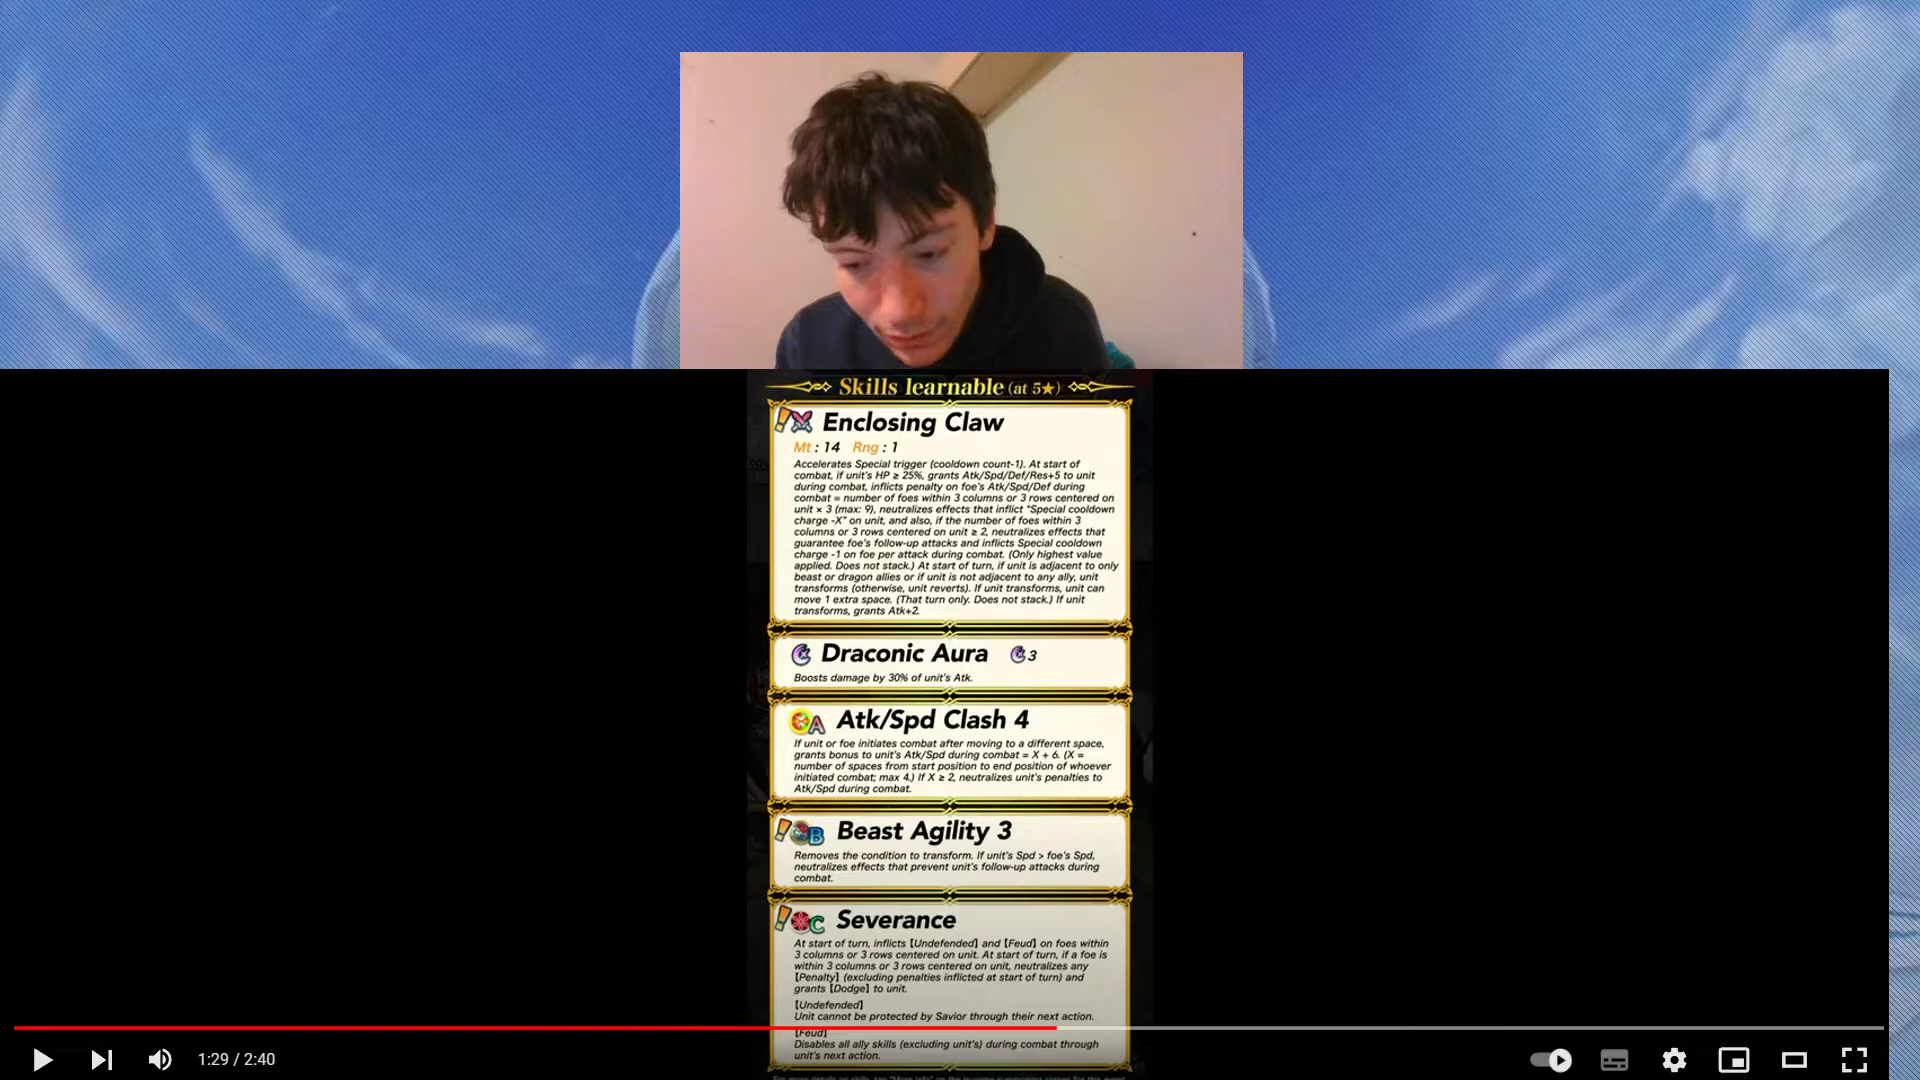 Skills learnable (at 5★)
Enclosing Claw
Mt : 14 Rng : 1
Accelerates Special trigger (cooldown count-1). At start of
combat, if unit's HP ≥ 25%, grants Atk/Spd/Def/Res+5 to unit
during combat, inflicts penalty on foe's Atk/Spd/Def during
combat = number of foes within 3 columns or 3 rows centered on
unit × 3 (max: 9), neutralizes effects that inflict "Special cooldown
charge -X" on unit, and also, if the number of foes within 3
columns or 3 rows centered on unit ≥ 2, neutralizes effects that
guarantee foe's follow-up attacks and inflicts Special cooldown
charge -1 on foe per attack during combat. (Only highest value
applied. Does not stack.) At start of turn, if unit is adjacent to only
beast or dragon allies or if unit is not adjacent to any ally, unit
transforms (otherwise, unit reverts). If unit transforms, unit can
move 1 extra space. (That turn only. Does not stack.) If unit
transforms, grants Atk+2.
Draconic Aura 3
Boosts damage by 30% of unit's Atk.
A Atk/Spd Clash 4
If unit or foe initiates combat after moving to a different space,
grants bonus to unit's Atk/Spd during combat = X + 6. (X =
number of spaces from start position to end position of whoever
initiated combat; max 4.) If X ≥ 2, neutralizes unit's penalties to
Atk/Spd during combat.
B Beast Agility 3
Removes the condition to transform. If unit's Spd > foe's Spd,
neutralizes effects that prevent unit's follow-up attacks during
combat.
C Severance
At start of turn, inflicts【Undefended】and【Feud】on foes within
3 columns or 3 rows centered on unit. At start of turn, if a foe is
within 3 columns or 3 rows centered on unit, neutralizes any
【Penalty】(excluding penalties inflicted at start of turn) and
grants【Dodge】to unit.
【Undefended】
Unit cannot be protected by Savior through their next action.
【Feud】
Disables all ally skills (excluding unit's) during combat through
unit's next action.
1:29 / 2:40